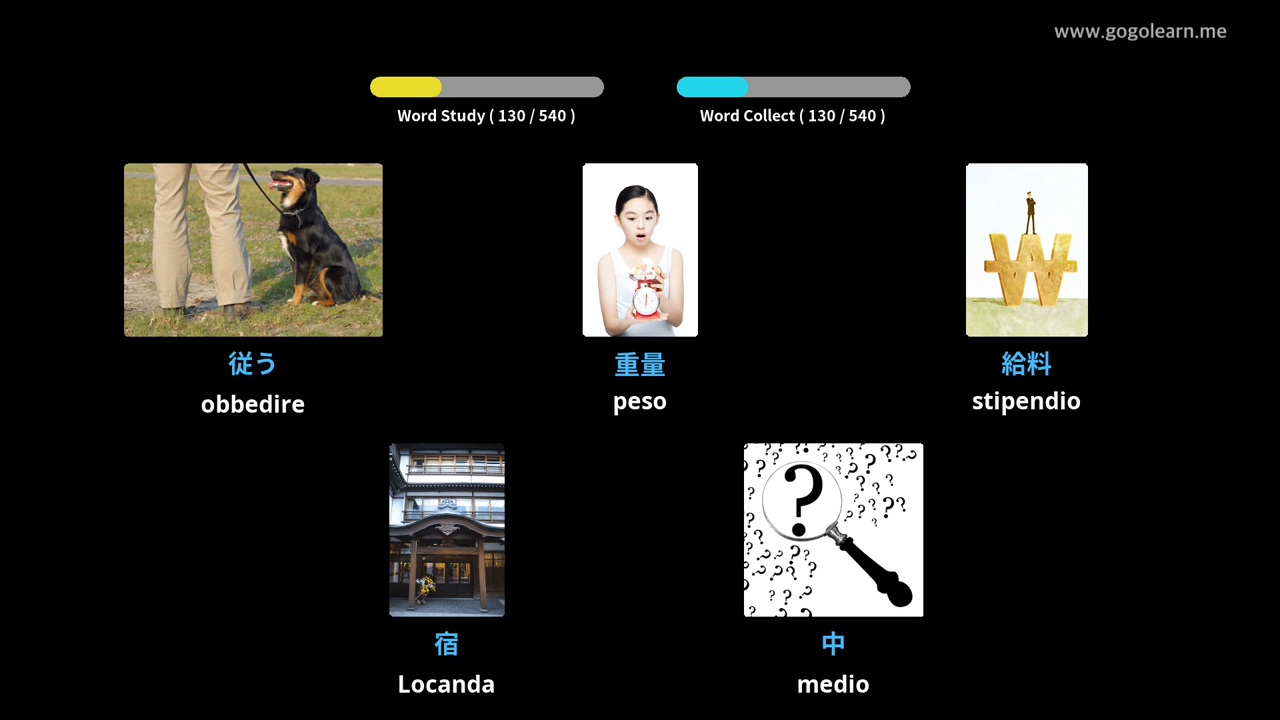 www.gogolearn.me
Word Study ( 130 / 540 )
Word Collect ( 130 / 540 )
従う
obbedire
重量
peso
給料
stipendio
宿
Locanda
中
medio